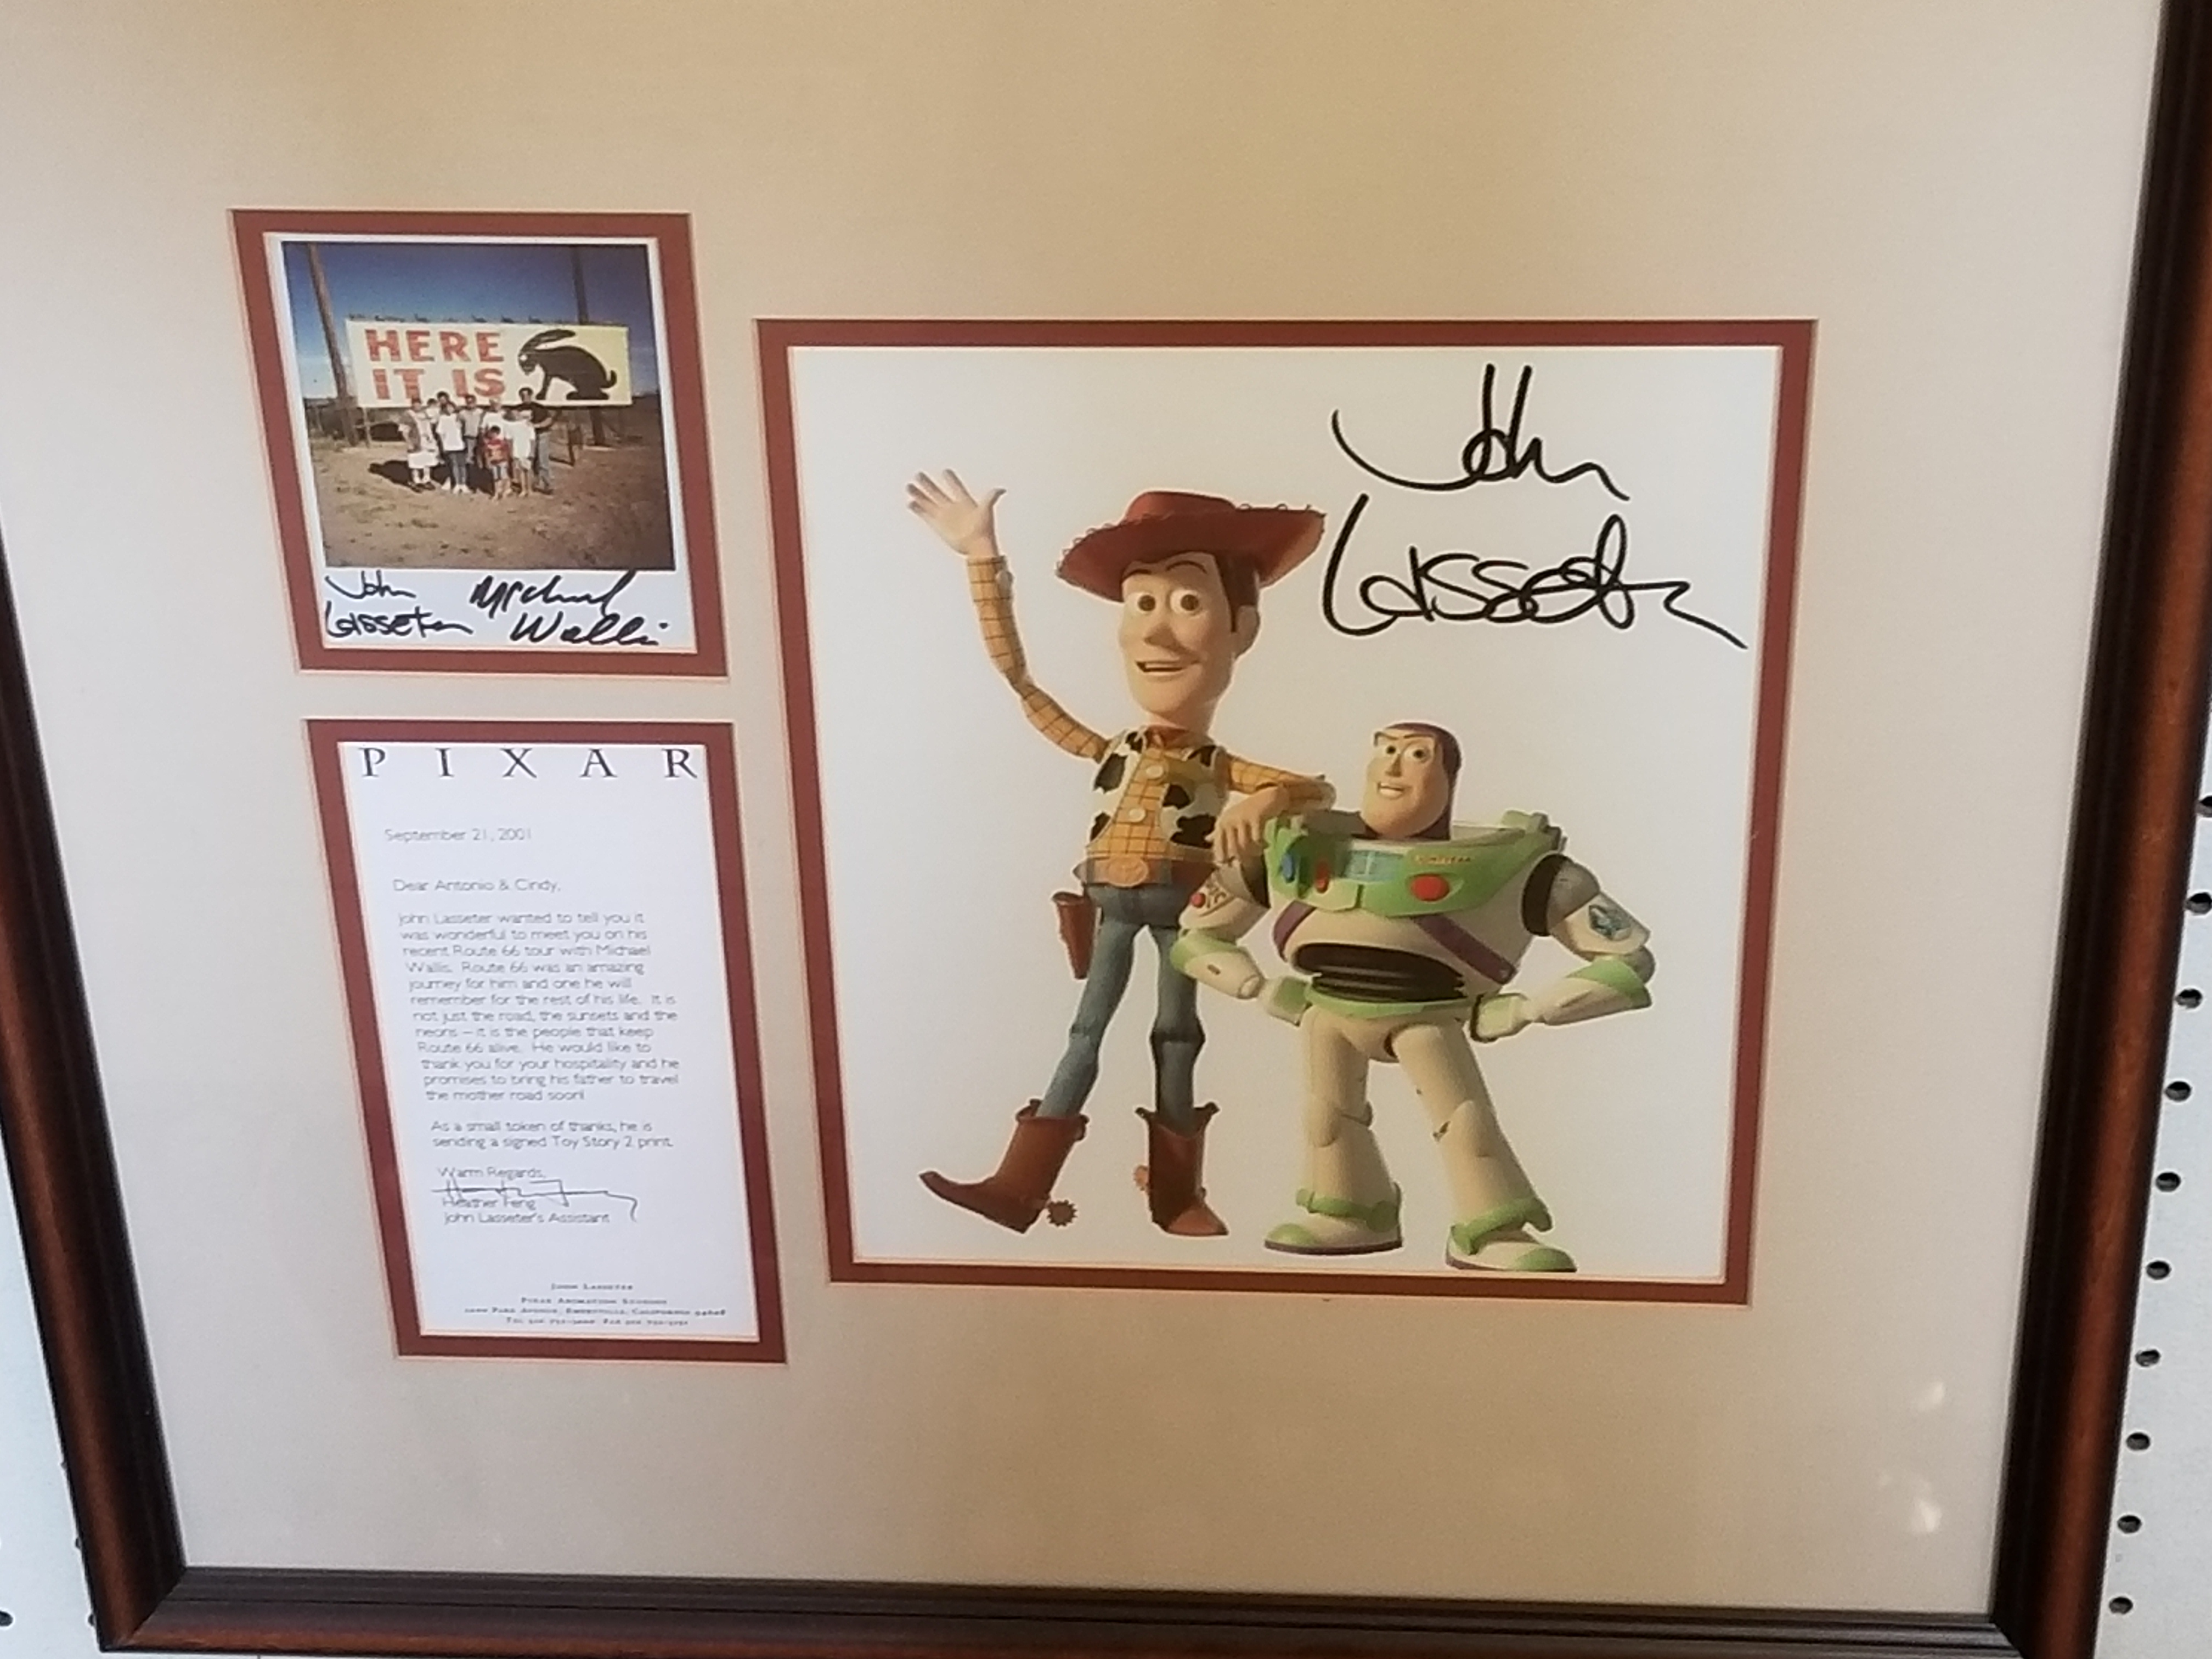 HERE
IT IS
John Michael
Lasseter Wallis
PIXAR
September 21, 2001
Dear Antonio & Cindy,
John Lasseter wanted to tell you it
was wonderful to meet you on his
recent Route 66 tour with Michael
Wallis. Route 66 was an amazing
journey for him and one he will
remember for the rest of his life. It is
not just the road, the sunsets and the
neons – it is the people that keep
Route 66 alive. He would like to
thank you for your hospitality and he
promises to bring his father to travel
the mother road soon!
As a small token of thanks, he is
sending a signed Toy Story 2 print.
Warm Regards,
Heather Feng
John Lasseter's Assistant
John Lasseter
Pixar Animation Studios
1200 Park Avenue, Emeryville, California 94608
John
Lasseter